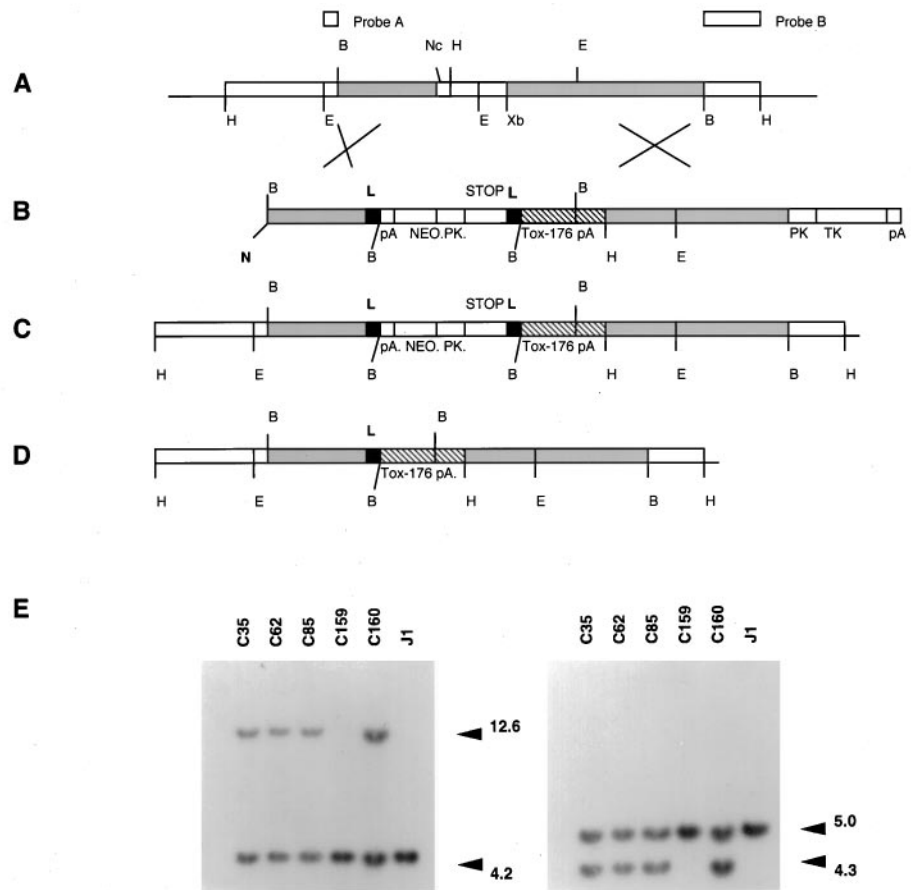 Probe A Probe B
B Nc H E
A
H E E Xb B H
B L STOP L B
B
pA NEO.PK. Tox-176 pA PK TK pA
N B B H E
B L STOP L B
C
pA. NEO. PK. Tox-176 pA
H E B B H E B H
B L B
D
Tox-176 pA.
H E B H E B H
E
C35 C62 C85 C159 C160 J1 C35 C62 C85 C159 C160 J1
12.6
5.0
4.2 4.3